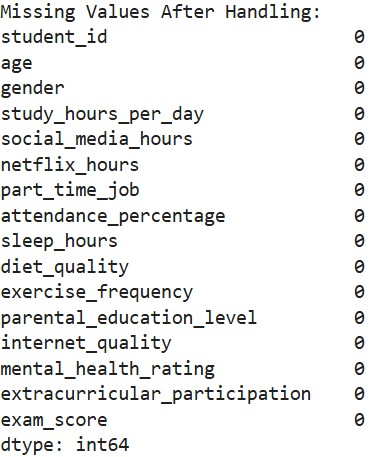 Missing Values After Handling:
student_id 0
age 0
gender 0
study_hours_per_day 0
social_media_hours 0
netflix_hours 0
part_time_job 0
attendance_percentage 0
sleep_hours 0
diet_quality 0
exercise_frequency 0
parental_education_level 0
internet_quality 0
mental_health_rating 0
extracurricular_participation 0
exam_score 0
dtype: int64